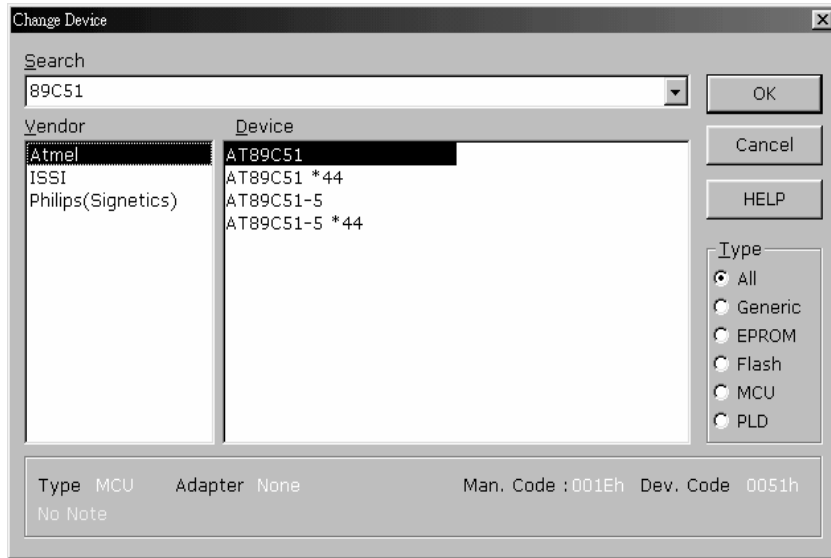 Change Device
Search
89C51
Vendor
Atmel
ISSI
Philips(Signetics)
Device
AT89C51
AT89C51 *44
AT89C51-5
AT89C51-5 *44
OK
Cancel
HELP
Type
All
Generic
EPROM
Flash
MCU
PLD
Type MCU Adapter None Man. Code :001Eh Dev. Code 0051h
No Note